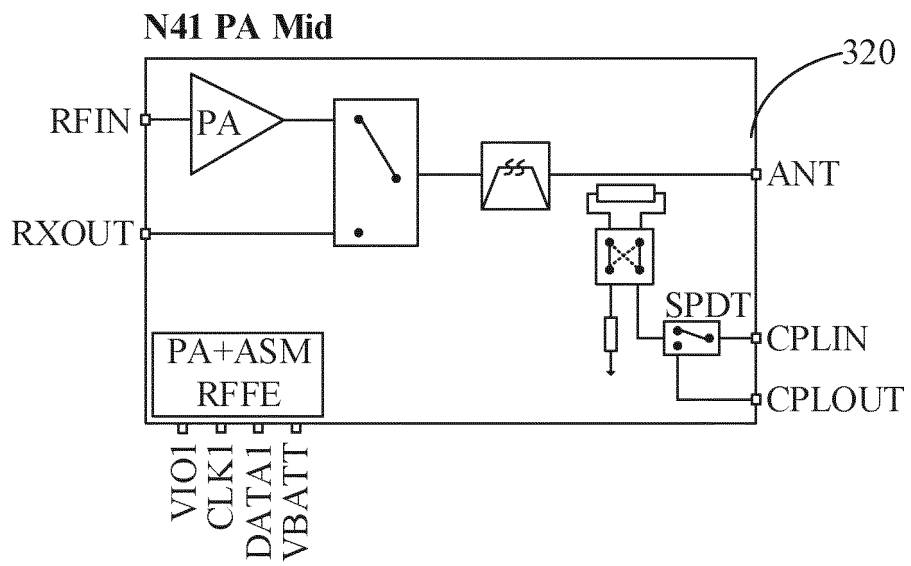 N41 PA Mid
320
RFIN
PA
ANT
RXOUT
SPDT
PA+ASM
RFFE
CPLIN
CPLOUT
VIO1
CLK1
DATA1
VBATT